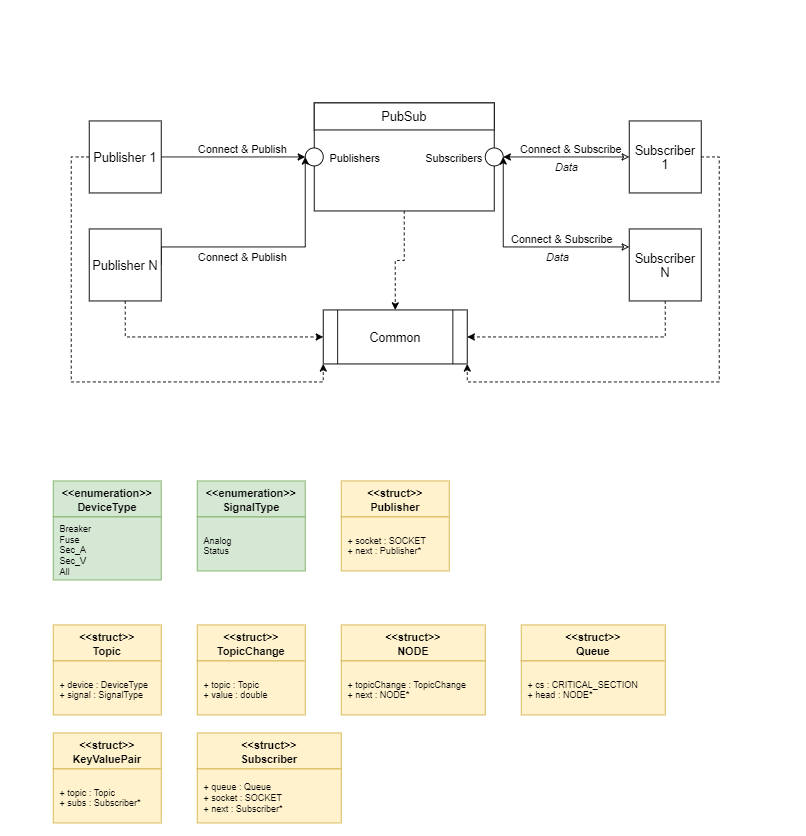 PubSub
Publisher 1
Connect & Publish
Publishers
Subscribers
Connect & Subscribe
Data
Subscriber
1
Publisher N
Connect & Publish
Connect & Subscribe
Data
Subscriber
N
Common
<<enumeration>>
DeviceType
Breaker
Fuse
Sec_A
Sec_V
All
<<enumeration>>
SignalType
Analog
Status
<<struct>>
Publisher
+ socket : SOCKET
+ next : Publisher*
<<struct>>
Topic
+ device : DeviceType
+ signal : SignalType
<<struct>>
TopicChange
+ topic : Topic
+ value : double
<<struct>>
NODE
+ topicChange : TopicChange
+ next : NODE*
<<struct>>
Queue
+ cs : CRITICAL_SECTION
+ head : NODE*
<<struct>>
KeyValuePair
+ topic : Topic
+ subs : Subscriber*
<<struct>>
Subscriber
+ queue : Queue
+ socket : SOCKET
+ next : Subscriber*